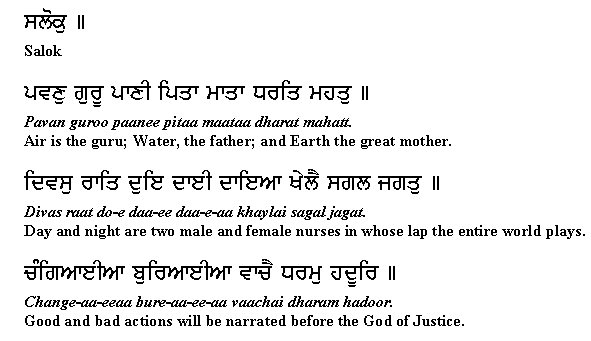 ਸਲੋਕੁ ॥
Salok
ਪਵਣੁ ਗੁਰੂ ਪਾਣੀ ਪਿਤਾ ਮਾਤਾ ਧਰਤਿ ਮਹਤੁ ॥
Pavan guroo paanee pitaa maataa dharat mahatt.
Air is the guru; Water, the father; and Earth the great mother.
ਦਿਵਸੁ ਰਾਤਿ ਦੁਇ ਦਾਈ ਦਾਇਆ ਖੇਲੈ ਸਗਲ ਜਗਤੁ ॥
Divas raat do-e daa-ee daa-e-aa khaylai sagal jagat.
Day and night are two male and female nurses in whose lap the entire world plays.
ਚੰਗਿਆਈਆ ਬੁਰਿਆਈਆ ਵਾਚੈ ਧਰਮੁ ਹਦੂਰਿ ॥
Change-aa-eeaa bure-aa-ee-aa vaachai dharam hadoor.
Good and bad actions will be narrated before the God of Justice.